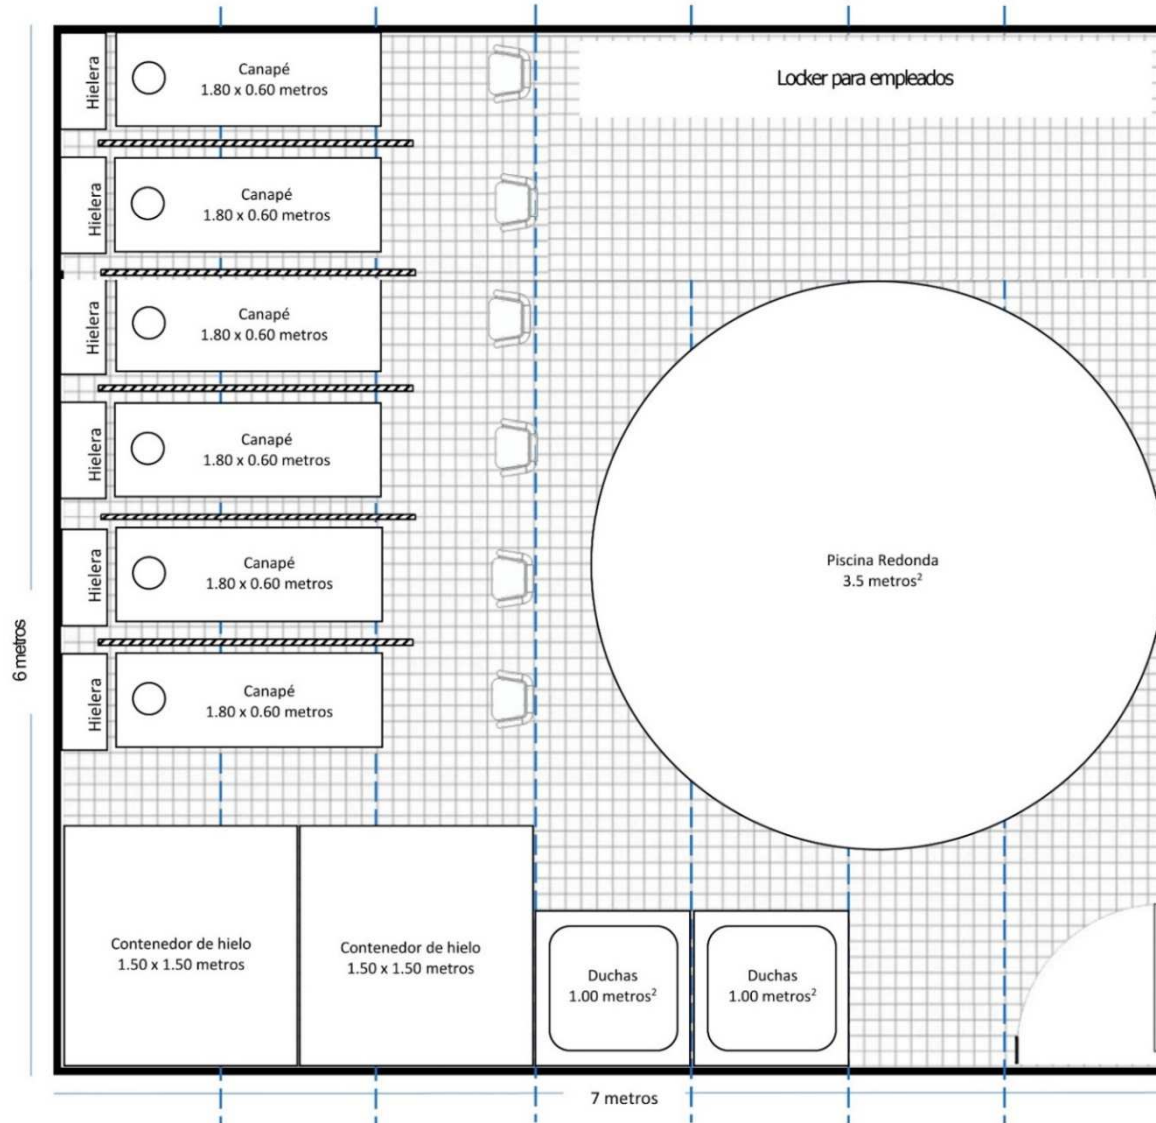 Hielera
Canapé
1.80 x 0.60 metros
Locker para empleados
Hielera
Canapé
1.80 x 0.60 metros
Hielera
Canapé
1.80 x 0.60 metros
Hielera
Canapé
1.80 x 0.60 metros
Hielera
Canapé
1.80 x 0.60 metros
Piscina Redonda
3.5 metros²
6 metros
Hielera
Canapé
1.80 x 0.60 metros
Contenedor de hielo
1.50 x 1.50 metros
Contenedor de hielo
1.50 x 1.50 metros
Duchas
1.00 metros²
Duchas
1.00 metros²
7 metros